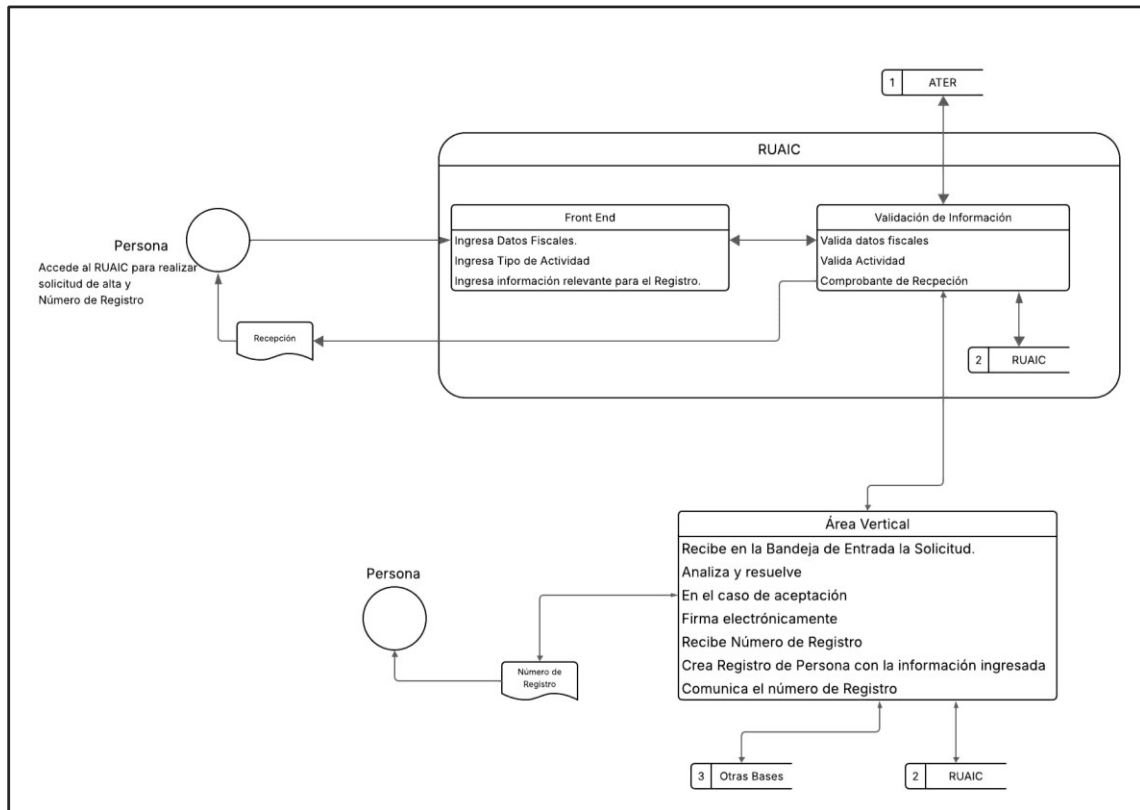 1 ATER
RUAIC
Front End
Ingresa Datos Fiscales.
Ingresa Tipo de Actividad
Ingresa información relevante para el Registro.
Validación de Información
Valida datos fiscales
Valida Actividad
Comprobante de Recpeción
2 RUAIC
Persona
Accede al RUAIC para realizar
solicitud de alta y
Número de Registro
Recepción
Área Vertical
Recibe en la Bandeja de Entrada la Solicitud.
Analiza y resuelve
En el caso de aceptación
Firma electrónicamente
Recibe Número de Registro
Crea Registro de Persona con la información ingresada
Comunica el número de Registro
Persona
Número de
Registro
3 Otras Bases
2 RUAIC